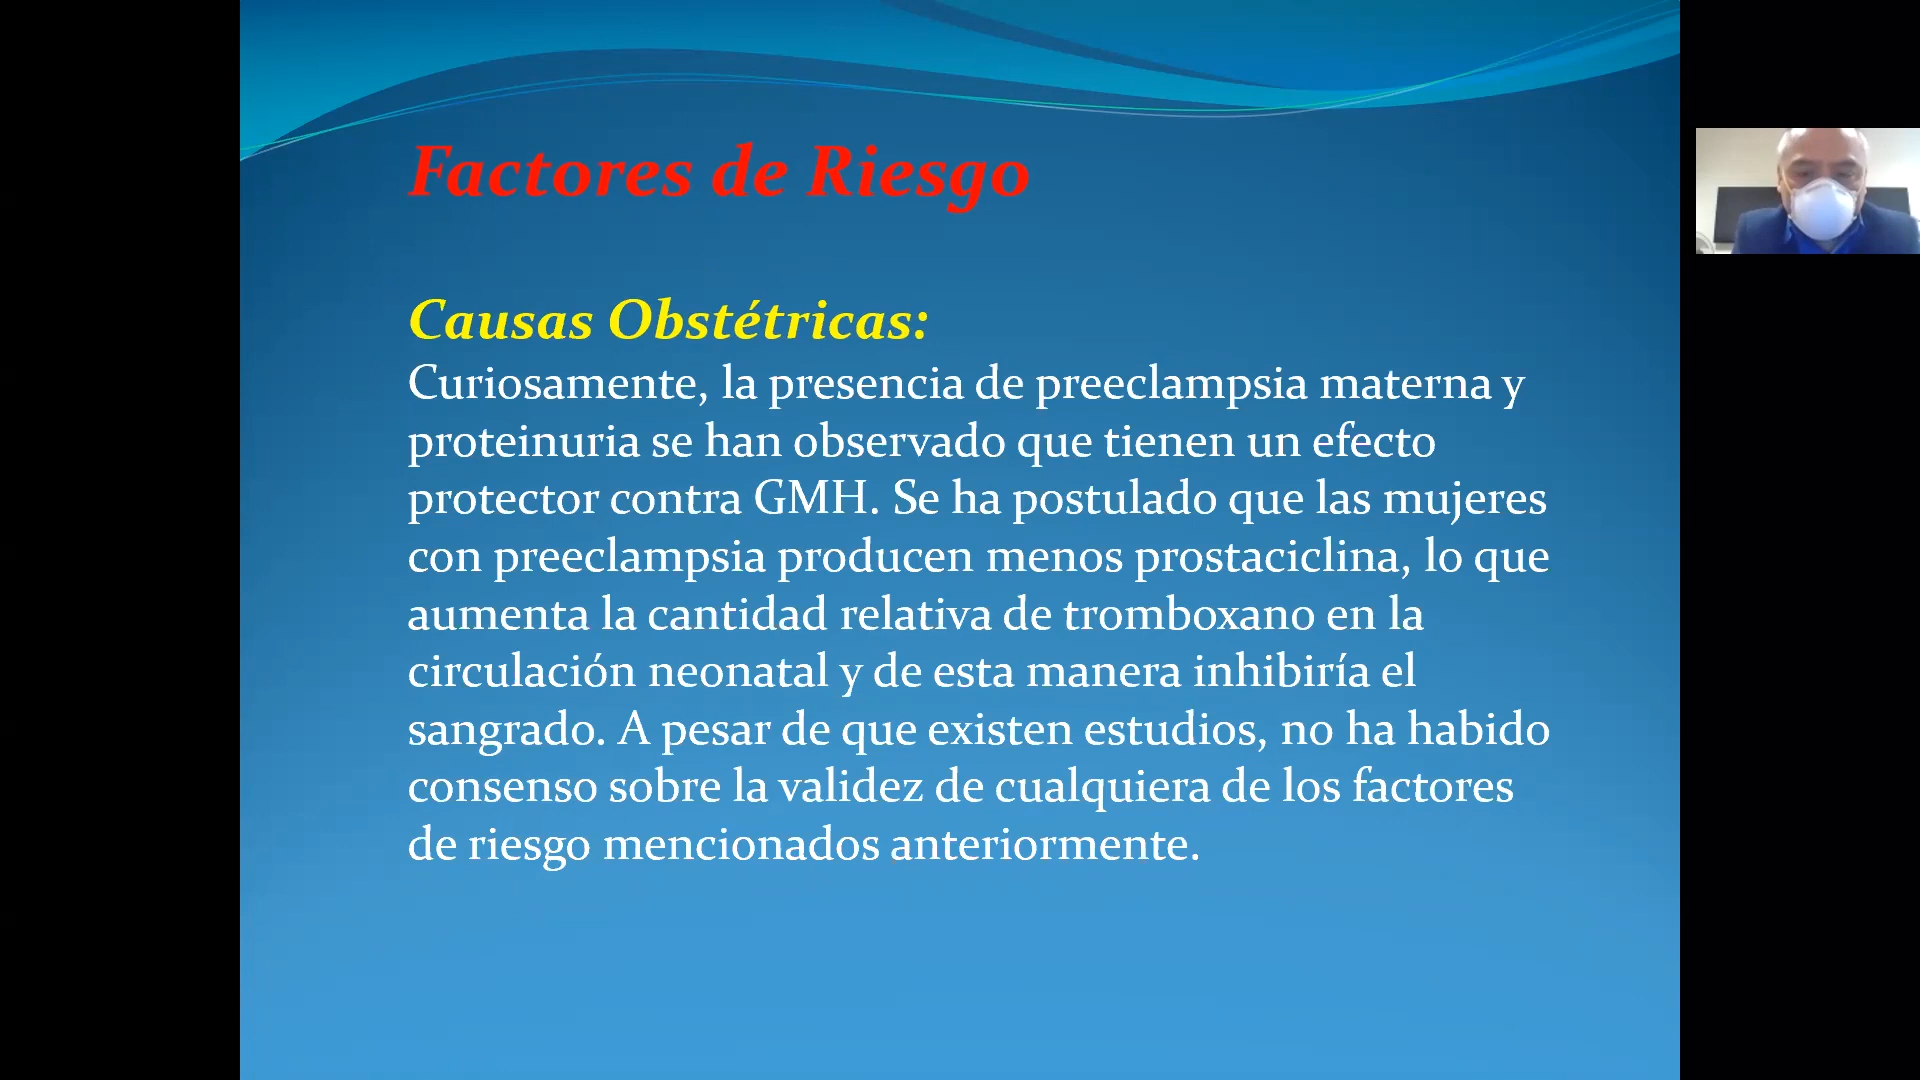 Factores de Riesgo
Causas Obstétricas:
Curiosamente, la presencia de preeclampsia materna y
proteinuria se han observado que tienen un efecto
protector contra GMH. Se ha postulado que las mujeres
con preeclampsia producen menos prostaciclina, lo que
aumenta la cantidad relativa de tromboxano en la
circulación neonatal y de esta manera inhibiría el
sangrado. A pesar de que existen estudios, no ha habido
consenso sobre la validez de cualquiera de los factores
de riesgo mencionados anteriormente.